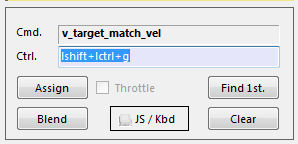 Cmd. v_target_match_vel
Ctrl. lshift+lctrl+g
Assign Throttle Find 1st.
Blend JS / Kbd Clear